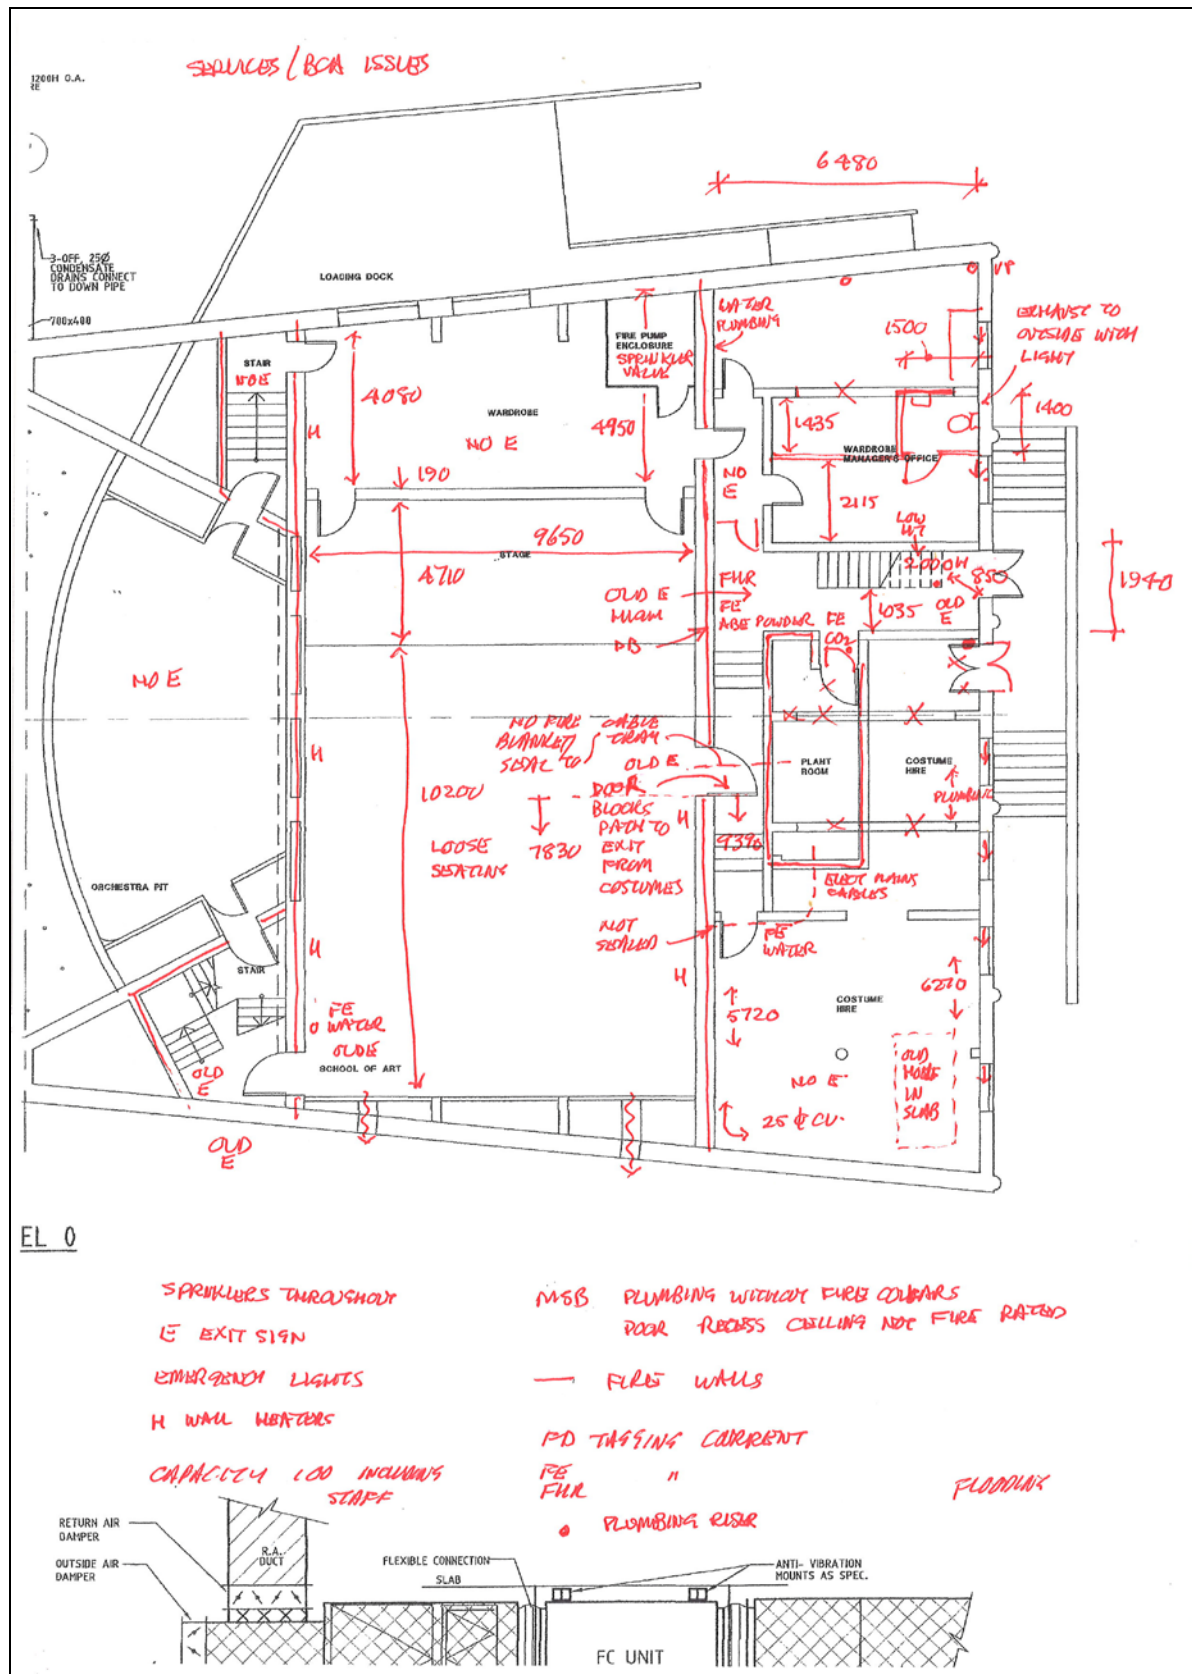 SERVICES / BCA ISSUES
1200H O.A.
RE
6480
3-OFF, 25Ø
CONDENSATE
DRAINS CONNECT
TO DOWN PIPE
700x400
LOADING DOCK
VP
WATER
PLUMBING
1500
EXHAUST TO
OUTSIDE WITH
LIGHT
FIRE PUMP
ENCLOSURE
SPRINKLER
VALVE
STAIR
NO E
4080
WARDROBE
NO E
4950
1435
1400
WARDROBE
MANAGER'S OFFICE
190
NO
E
2115
9650
STAGE
4710
LOW
HT
2000H
850
1940
FHR
FE
ABE POWDER
OLD E
DB
1035
OLD
E
FE
CO2
NO E
NO FIRE
BLANKET/
SEAL TO
CABLE
TRAY
OLD E
PLANT
ROOM
COSTUME
HIRE
PLUMBING
10200
7830
DOOR
BLOCKS
PATH TO
EXIT
FROM
COSTUMES
H
9390
LOOSE
SEATING
ORCHESTRA PIT
ELECT MAINS
CABLES
NOT
SEALED
FE
WATER
H
STAIR
5720
COSTUME
HIRE
6270
FE
WATER
OLD E
SCHOOL OF ART
OLD
E
NO E
OLD
HOLE
IN
SLAB
25 Ø CU.
OLD
E
EL 0
SPRINKLERS THROUGHOUT
E EXIT SIGN
EMERGENCY LIGHTS
H WALL HEATERS
CAPACITY 100 INCLUDING
STAFF
MSB PLUMBING WITHOUT FIRE COLLARS
DOOR RECESS CEILING NOT FIRE RATED
— FIRE WALLS
FD TAGGING CURRENT
FE "
FHR
PLUMBING RISER
FLOODING
RETURN AIR
DAMPER
R.A.
DUCT
OUTSIDE AIR
DAMPER
FLEXIBLE CONNECTION
SLAB
ANTI- VIBRATION
MOUNTS AS SPEC.
FC UNIT